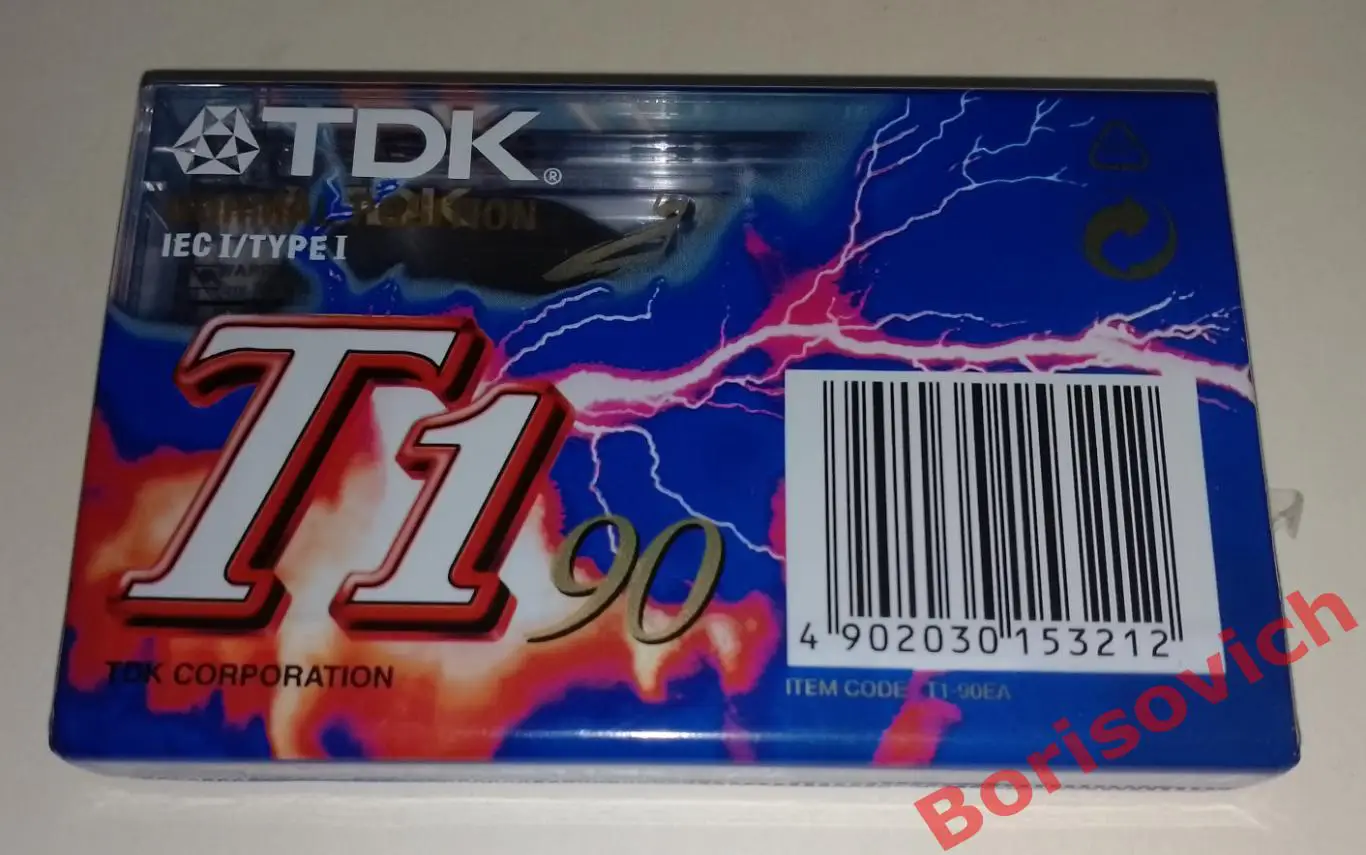 TDK®
IEC I/TYPE I
T1 90
TDK CORPORATION
4 902030 153212
ITEM CODE T1-90EA
Borisovich